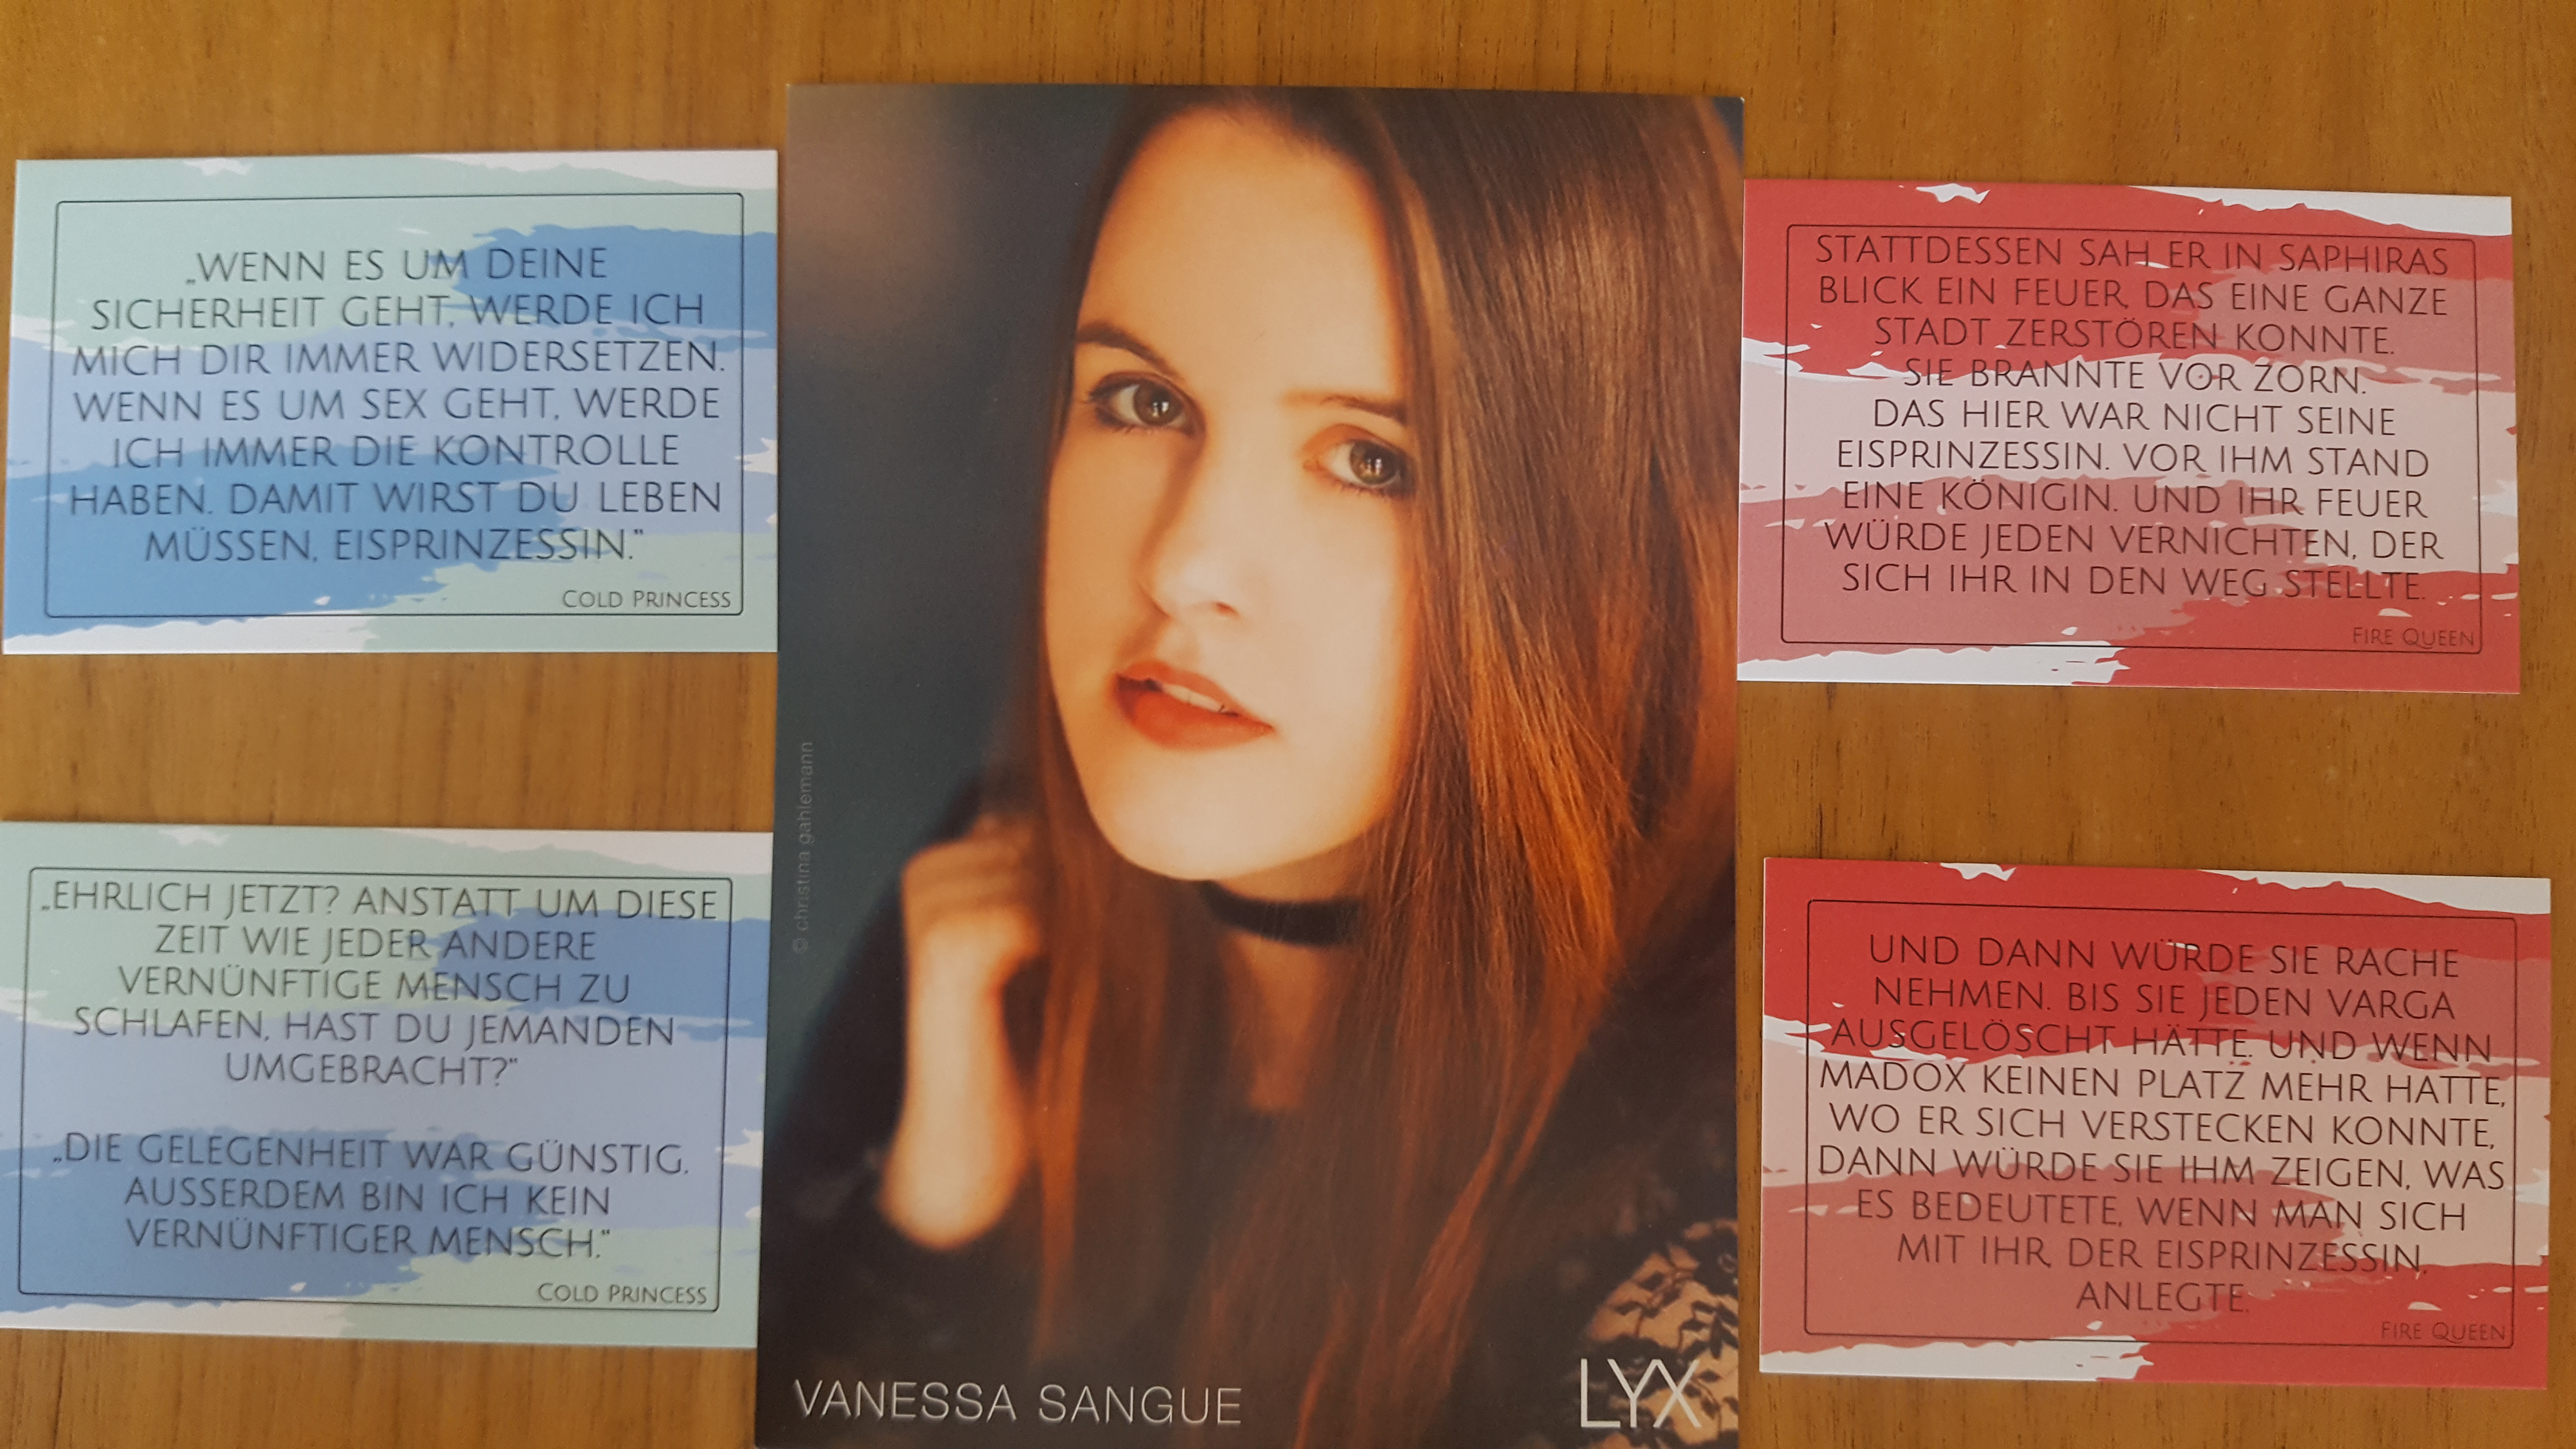 „WENN ES UM DEINE
SICHERHEIT GEHT, WERDE ICH
MICH DIR IMMER WIDERSETZEN.
WENN ES UM SEX GEHT, WERDE
ICH IMMER DIE KONTROLLE
HABEN. DAMIT WIRST DU LEBEN
MÜSSEN, EISPRINZESSIN."
COLD PRINCESS
„EHRLICH JETZT? ANSTATT UM DIESE
ZEIT WIE JEDER ANDERE
VERNÜNFTIGE MENSCH ZU
SCHLAFEN, HAST DU JEMANDEN
UMGEBRACHT?"
„DIE GELEGENHEIT WAR GÜNSTIG.
AUSSERDEM BIN ICH KEIN
VERNÜNFTIGER MENSCH."
COLD PRINCESS
© christina gahlemann
VANESSA SANGUE
LYX
STATTDESSEN SAH ER IN SAPHIRAS
BLICK EIN FEUER, DAS EINE GANZE
STADT ZERSTÖREN KONNTE.
SIE BRANNTE VOR ZORN.
DAS HIER WAR NICHT SEINE
EISPRINZESSIN. VOR IHM STAND
EINE KÖNIGIN. UND IHR FEUER
WÜRDE JEDEN VERNICHTEN, DER
SICH IHR IN DEN WEG STELLTE.
FIRE QUEEN
UND DANN WÜRDE SIE RACHE
NEHMEN. BIS SIE JEDEN VARGA
AUSGELÖSCHT HÄTTE. UND WENN
MADOX KEINEN PLATZ MEHR HATTE,
WO ER SICH VERSTECKEN KONNTE,
DANN WÜRDE SIE IHM ZEIGEN, WAS
ES BEDEUTETE, WENN MAN SICH
MIT IHR, DER EISPRINZESSIN,
ANLEGTE.
FIRE QUEEN